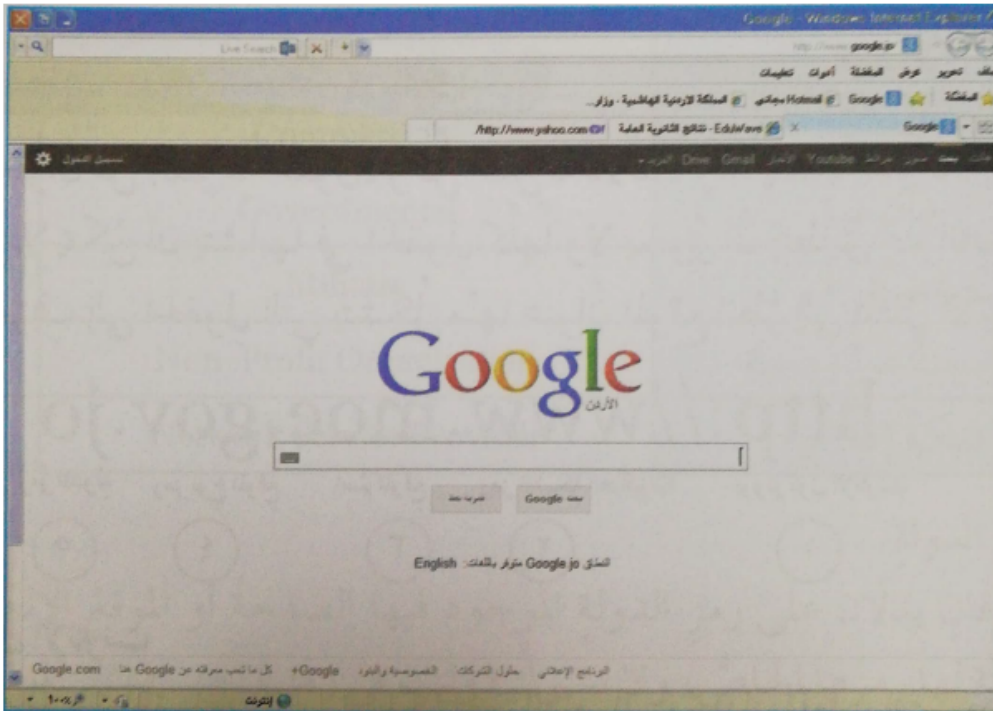 Google - Windows Internet Explorer
google.jo
Live Search
ملف تحرير عرض المفضلة أدوات تعليمات
المفضلة Google Hotmail مجاني المملكة الأردنية الهاشمية - وزار...
Google EduWave - نتائج الثانوية العامة http://www.yahoo.com/
بحث صور خرائط Youtube الأخبار Gmail Drive المزيد تسجيل الدخول
Google
الأردن
بحث Google ضربة حظ
النطاق Google jo متوفر باللغات: English
البرنامج الإعلاني حلول الشركات الخصوصية والبنود Google+ كل ما تحب معرفته عن Google هنا Google.com
إنترنت ١٠٠%